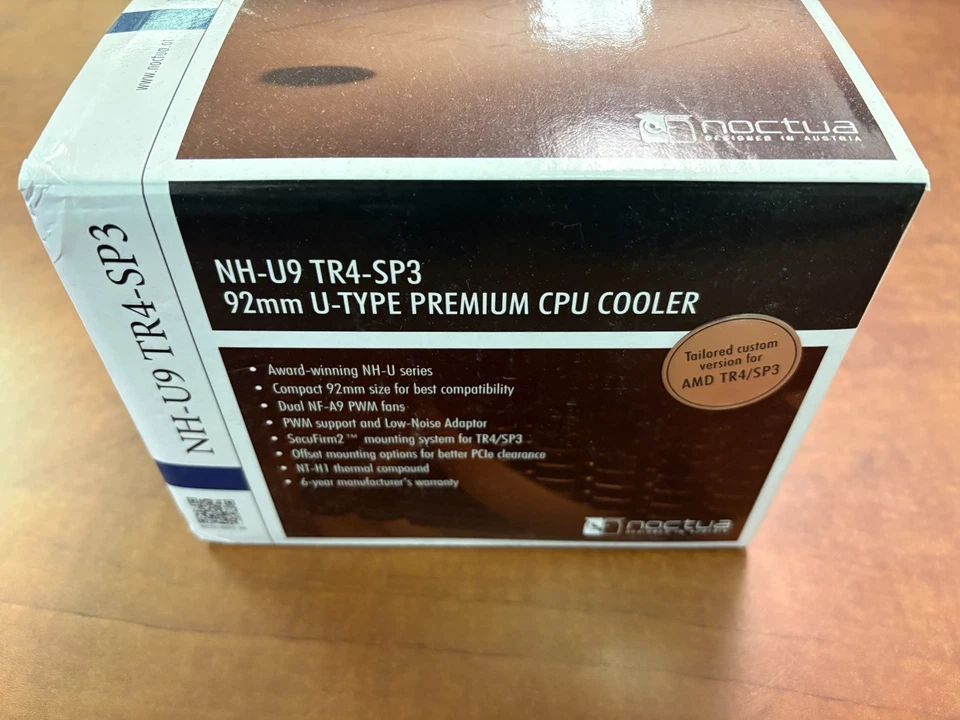 www.noctua.at
noctua
DESIGNED IN AUSTRIA
NH-U9 TR4-SP3
NH-U9 TR4-SP3
92mm U-TYPE PREMIUM CPU COOLER
Tailored custom
version for
AMD TR4/SP3
• Award-winning NH-U series
• Compact 92mm size for best compatibility
• Dual NF-A9 PWM fans
• PWM support and Low-Noise Adaptor
• SecuFirm2™ mounting system for TR4/SP3
• Offset mounting options for better PCIe clearance
• NT-H1 thermal compound
• 6-year manufacturer's warranty
noctua
DESIGNED IN AUSTRIA